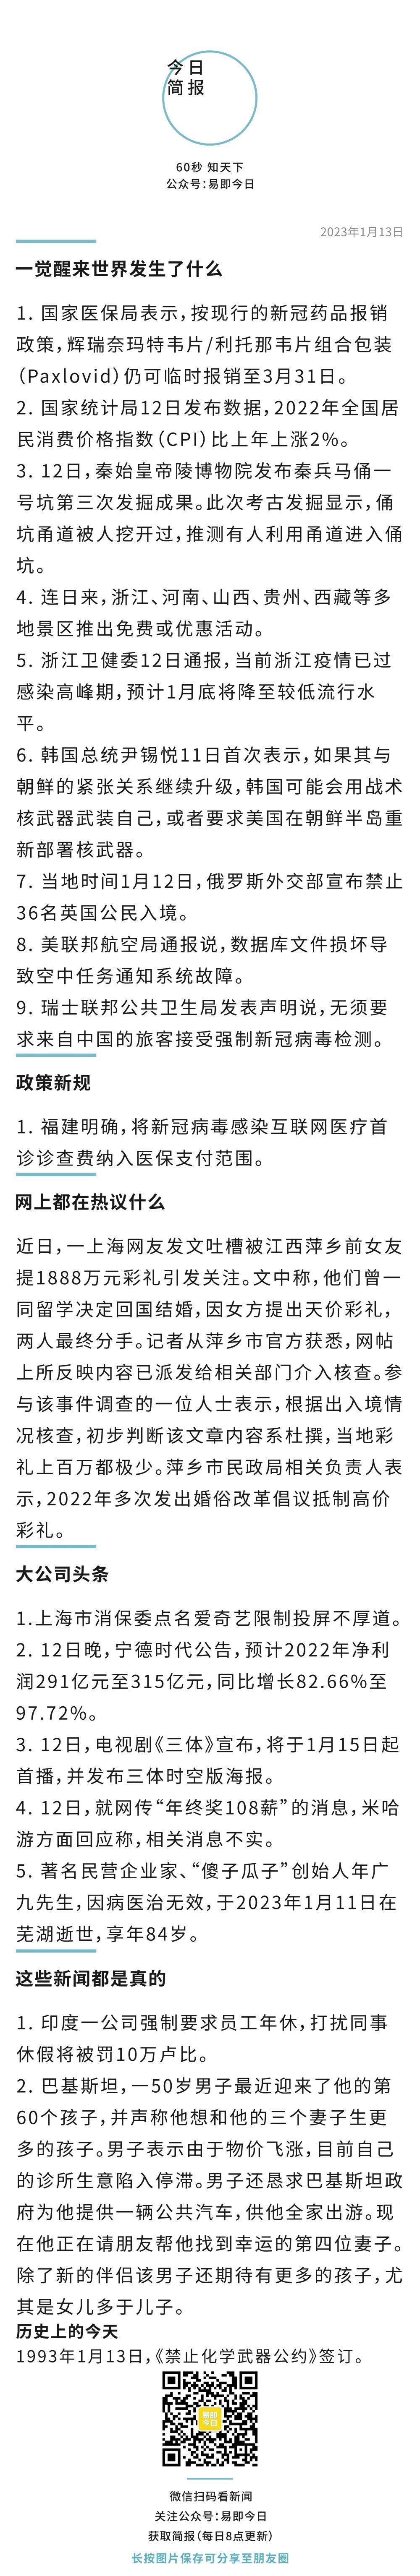 今日
简报
60秒 知天下
公众号：易即今日
2023年1月13日
一觉醒来世界发生了什么
1. 国家医保局表示，按现行的新冠药品报销
政策，辉瑞奈玛特韦片/利托那韦片组合包装
（Paxlovid）仍可临时报销至3月31日。
2. 国家统计局12日发布数据，2022年全国居
民消费价格指数（CPI）比上年上涨2%。
3. 12日，秦始皇帝陵博物院发布秦兵马俑一
号坑第三次发掘成果。此次考古发掘显示，俑
坑甬道被人挖开过，推测有人利用甬道进入俑
坑。
4. 连日来，浙江、河南、山西、贵州、西藏等多
地景区推出免费或优惠活动。
5. 浙江卫健委12日通报，当前浙江疫情已过
感染高峰期，预计1月底将降至较低流行水
平。
6. 韩国总统尹锡悦11日首次表示，如果其与
朝鲜的紧张关系继续升级，韩国可能会用战术
核武器武装自己，或者要求美国在朝鲜半岛重
新部署核武器。
7. 当地时间1月12日，俄罗斯外交部宣布禁止
36名英国公民入境。
8. 美联邦航空局通报说，数据库文件损坏导
致空中任务通知系统故障。
9. 瑞士联邦公共卫生局发表声明说，无须要
求来自中国的旅客接受强制新冠病毒检测。
政策新规
1. 福建明确，将新冠病毒感染互联网医疗首
诊诊查费纳入医保支付范围。
网上都在热议什么
近日，一上海网友发文吐槽被江西萍乡前女友
提1888万元彩礼引发关注。文中称，他们曾一
同留学决定回国结婚，因女方提出天价彩礼，
两人最终分手。记者从萍乡市官方获悉，网帖
上所反映内容已派发给相关部门介入核查。参
与该事件调查的一位人士表示，根据出入境情
况核查，初步判断该文章内容系杜撰，当地彩
礼上百万都极少。萍乡市民政局相关负责人表
示，2022年多次发出婚俗改革倡议抵制高价
彩礼。
大公司头条
1.上海市消保委点名爱奇艺限制投屏不厚道。
2. 12日晚，宁德时代公告，预计2022年净利
润291亿元至315亿元，同比增长82.66%至
97.72%。
3. 12日，电视剧《三体》宣布，将于1月15日起
首播，并发布三体时空版海报。
4. 12日，就网传“年终奖108薪”的消息，米哈
游方面回应称，相关消息不实。
5. 著名民营企业家、“傻子瓜子”创始人年广
九先生，因病医治无效，于2023年1月11日在
芜湖逝世，享年84岁。
这些新闻都是真的
1. 印度一公司强制要求员工年休，打扰同事
休假将被罚10万卢比。
2. 巴基斯坦，一50岁男子最近迎来了他的第
60个孩子，并声称他想和他的三个妻子生更
多的孩子。男子表示由于物价飞涨，目前自己
的诊所生意陷入停滞。男子还恳求巴基斯坦政
府为他提供一辆公共汽车，供他全家出游。现
在他正在请朋友帮他找到幸运的第四位妻子。
除了新的伴侣该男子还期待有更多的孩子，尤
其是女儿多于儿子。
历史上的今天
1993年1月13日，《禁止化学武器公约》签订。
易即
今日
微信扫码看新闻
关注公众号：易即今日
获取简报（每日8点更新）
长按图片保存可分享至朋友圈